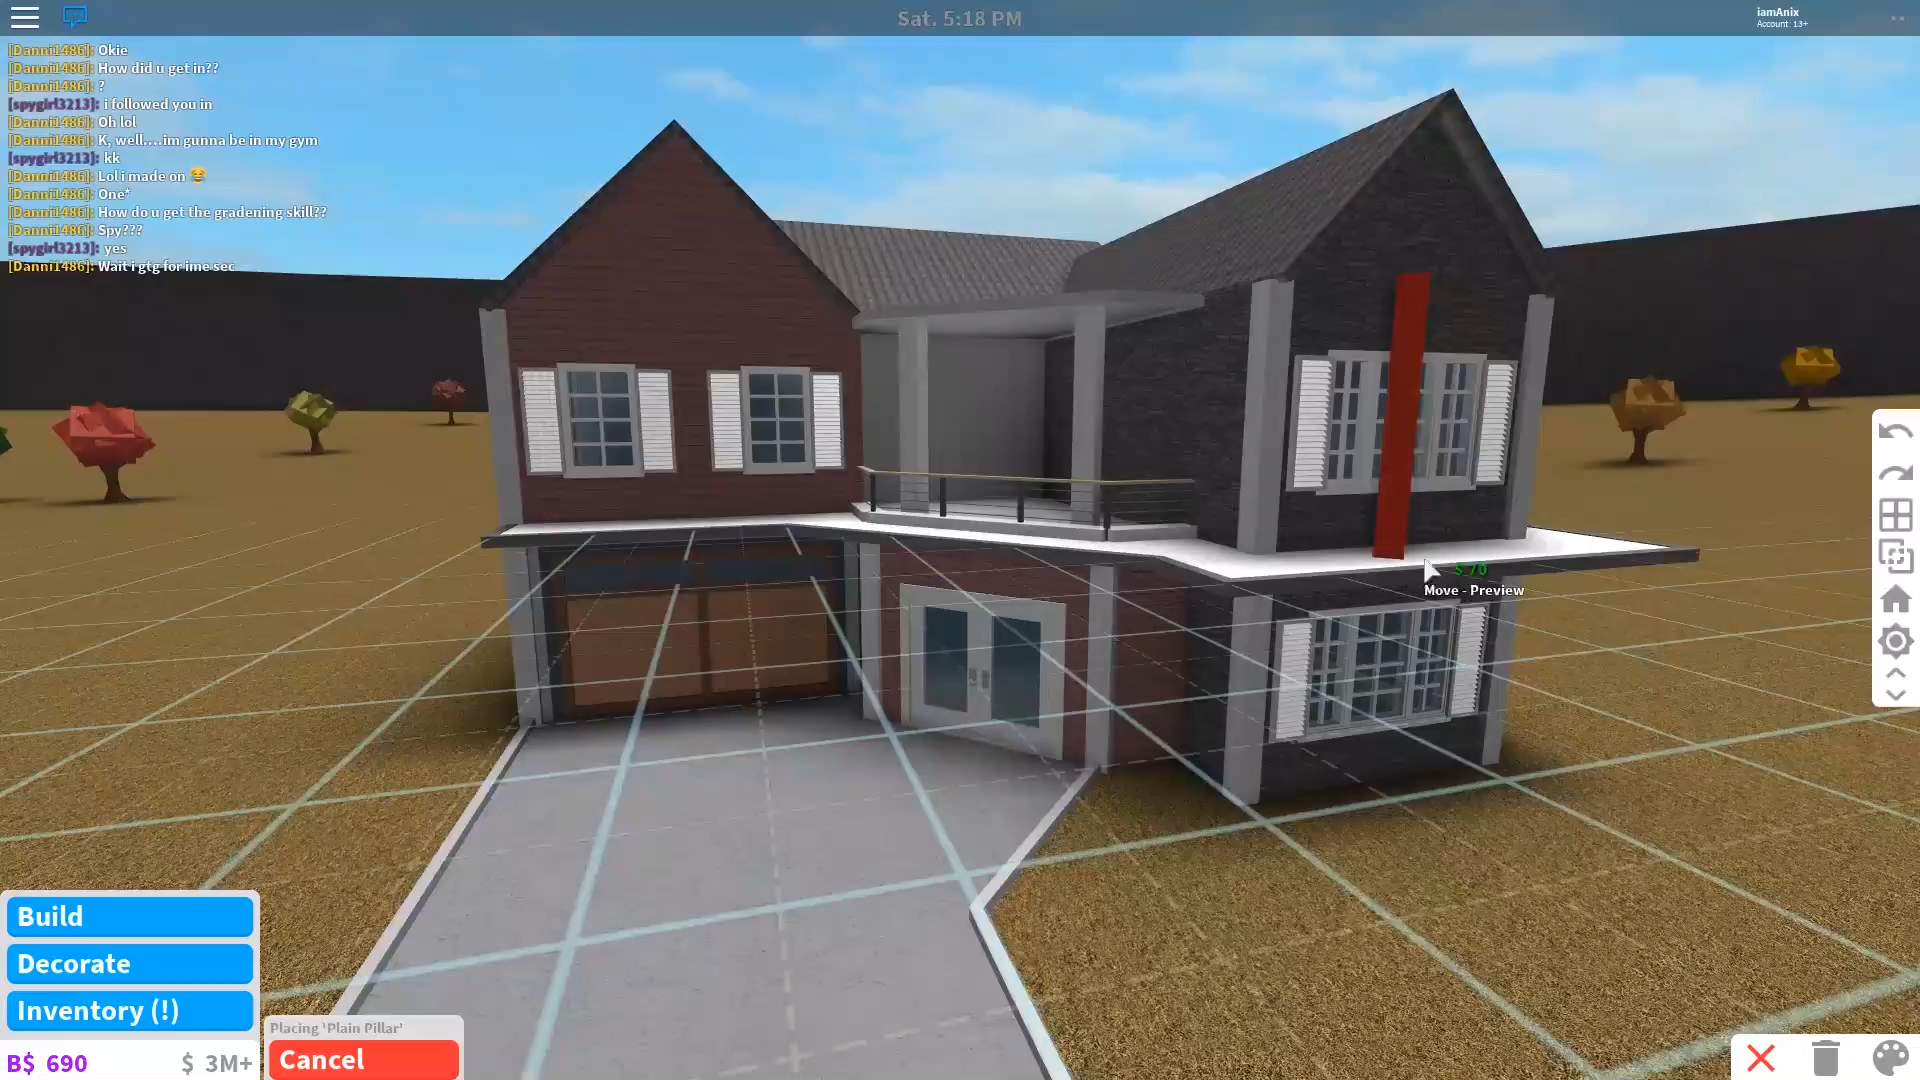 Sat. 5:18 PM
iamAnix
Account: 13+
[Danni1486]: Okie
[Danni1486]: How did u get in??
[Danni1486]: ?
[spygirl3213]: i followed you in
[Danni1486]: Oh lol
[Danni1486]: K, well....im gunna be in my gym
[spygirl3213]: kk
[Danni1486]: Lol i made on 😂
[Danni1486]: One*
[Danni1486]: How do u get the gradening skill??
[Danni1486]: Spy???
[spygirl3213]: yes
[Danni1486]: Wait i gtg for ime sec
$ 70
Move - Preview
Build
Decorate
Inventory (!)
B$ 690
$ 3M+
Placing 'Plain Pillar'
Cancel